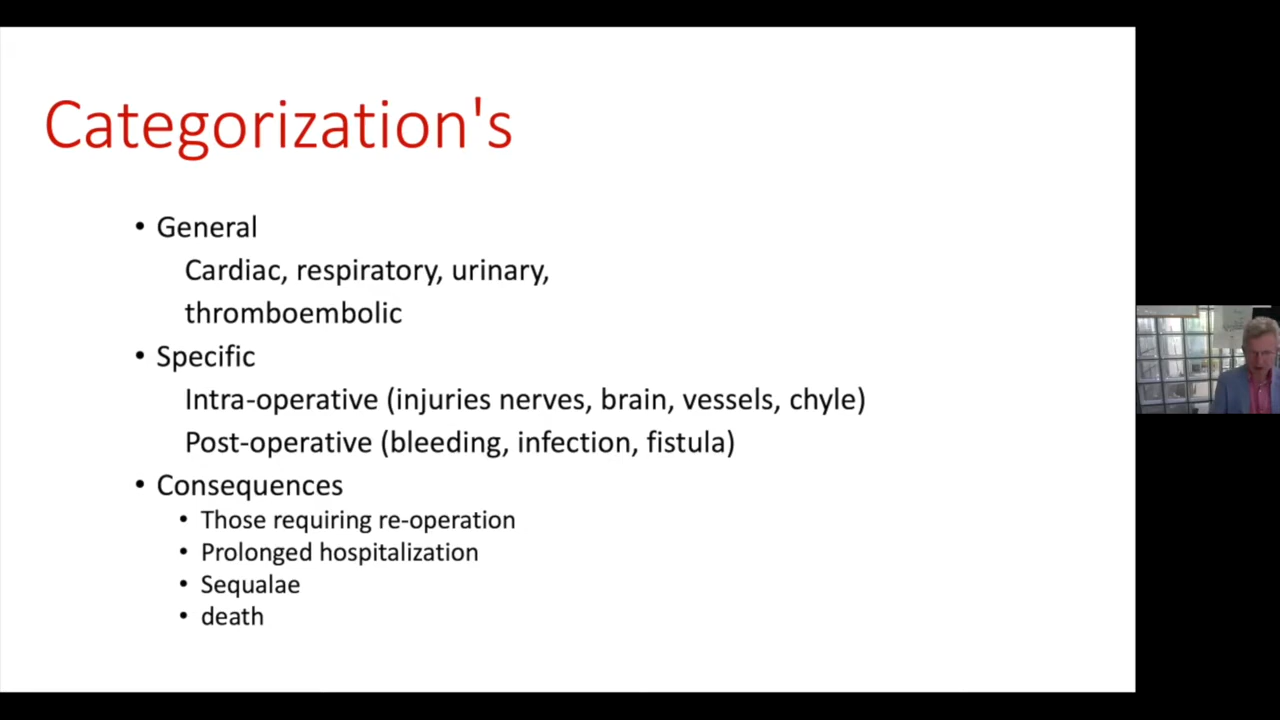 Categorization's
• General
Cardiac, respiratory, urinary,
thromboembolic
• Specific
Intra-operative (injuries nerves, brain, vessels, chyle)
Post-operative (bleeding, infection, fistula)
• Consequences
• Those requiring re-operation
• Prolonged hospitalization
• Sequalae
• death